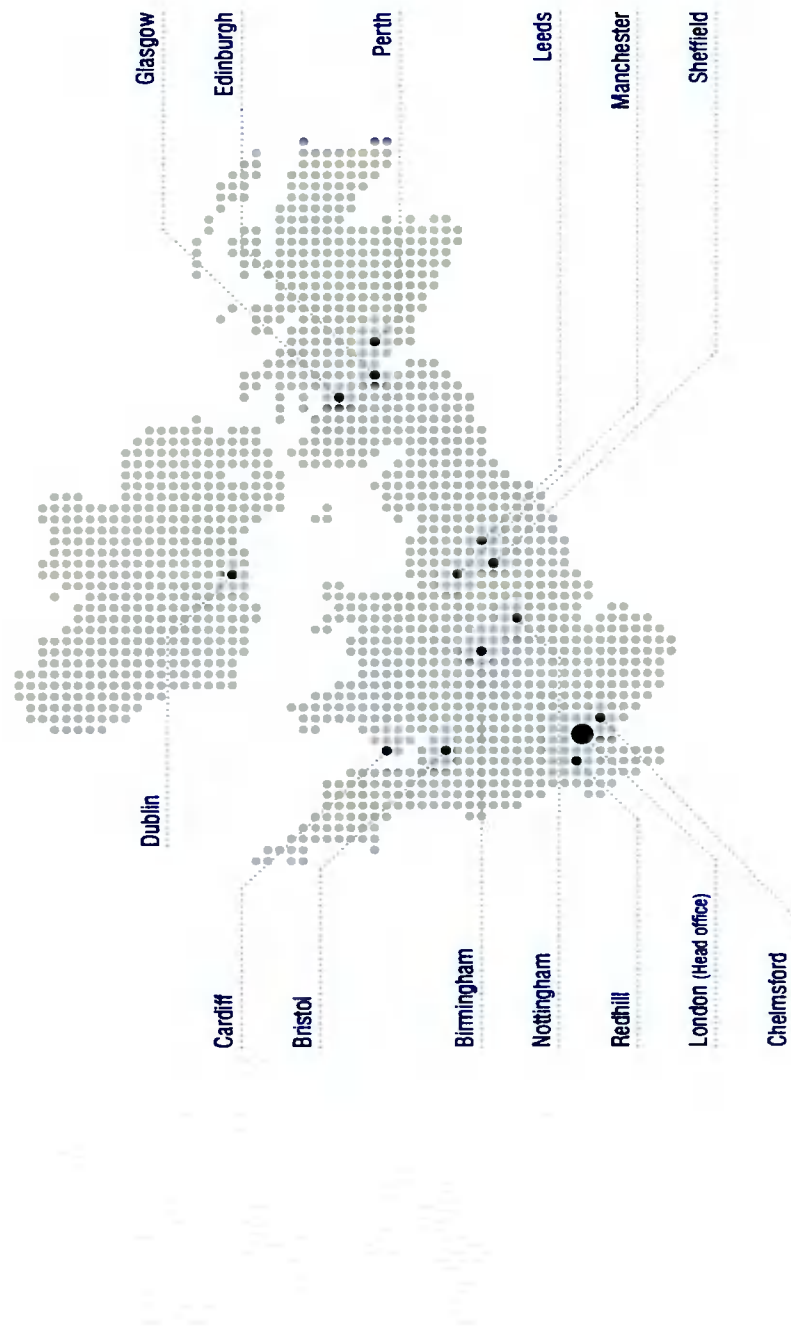 Glasgow
Edinburgh
Perth
Leeds
Manchester
Sheffield
Dublin
Cardiff
Bristol
Birmingham
Nottingham
Redhill
London (Head office)
Chelmsford